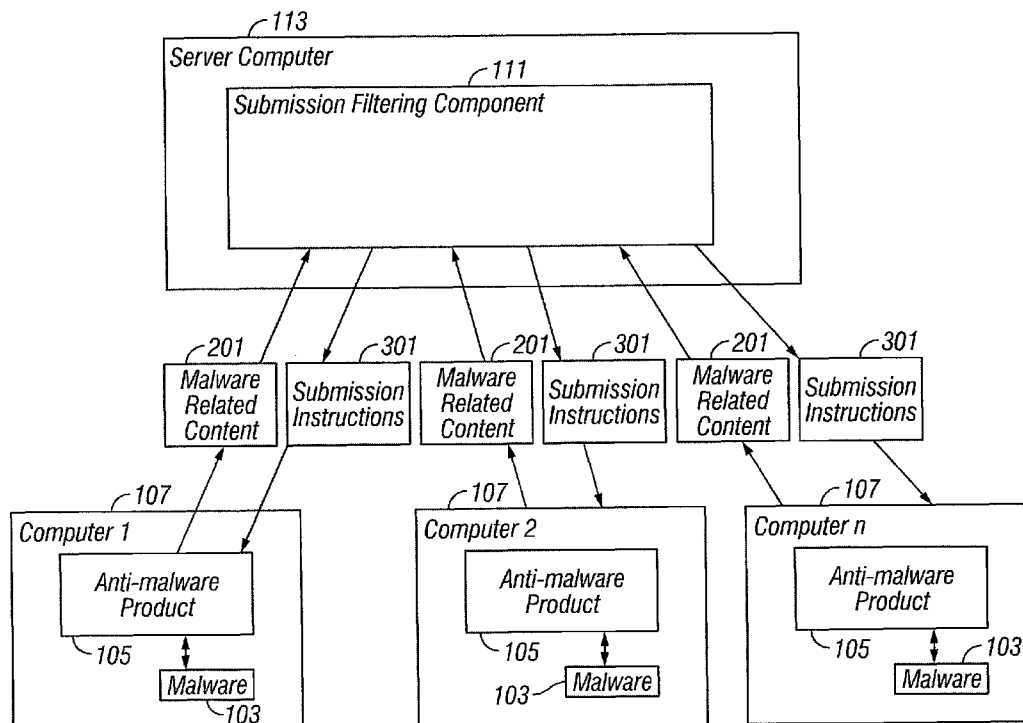 113
Server Computer
111
Submission Filtering Component
201
Malware
Related
Content
301
Submission
Instructions
201
Malware
Related
Content
301
Submission
Instructions
201
Malware
Related
Content
301
Submission
Instructions
107
Computer 1
Anti-malware
Product
105
Malware
103
107
Computer 2
Anti-malware
Product
105
103
Malware
107
Computer n
Anti-malware
Product
105
103
Malware